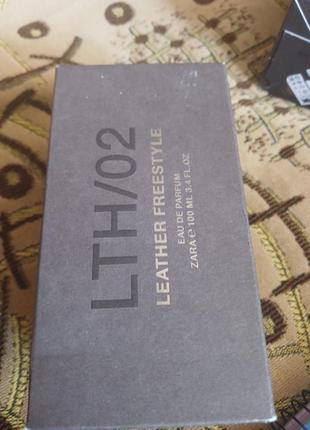 LTH/02
LEATHER FREESTYLE
EAU DE PARFUM
ZARA ℮ 100 ML 3.4 FL.OZ